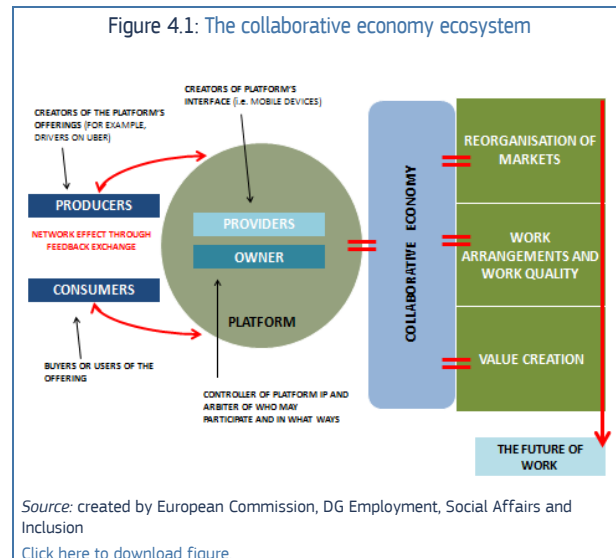 Figure 4.1: The collaborative economy ecosystem
CREATORS OF PLATFORM'S
INTERFACE (i.e. MOBILE DEVICES)
CREATORS OF THE PLATFORM'S
OFFERINGS (FOR EXAMPLE,
DRIVERS ON UBER)
PRODUCERS
NETWORK EFFECT THROUGH
FEEDBACK EXCHANGE
CONSUMERS
BUYERS OR USERS OF THE
OFFERING
PROVIDERS
OWNER
PLATFORM
CONTROLLER OF PLATFORM IP AND
ARBITER OF WHO MAY
PARTICIPATE AND IN WHAT WAYS
COLLABORATIVE ECONOMY
REORGANISATION OF
MARKETS
WORK
ARRANGEMENTS AND
WORK QUALITY
VALUE CREATION
THE FUTURE OF
WORK
Source: created by European Commission, DG Employment, Social Affairs and
Inclusion
Click here to download figure